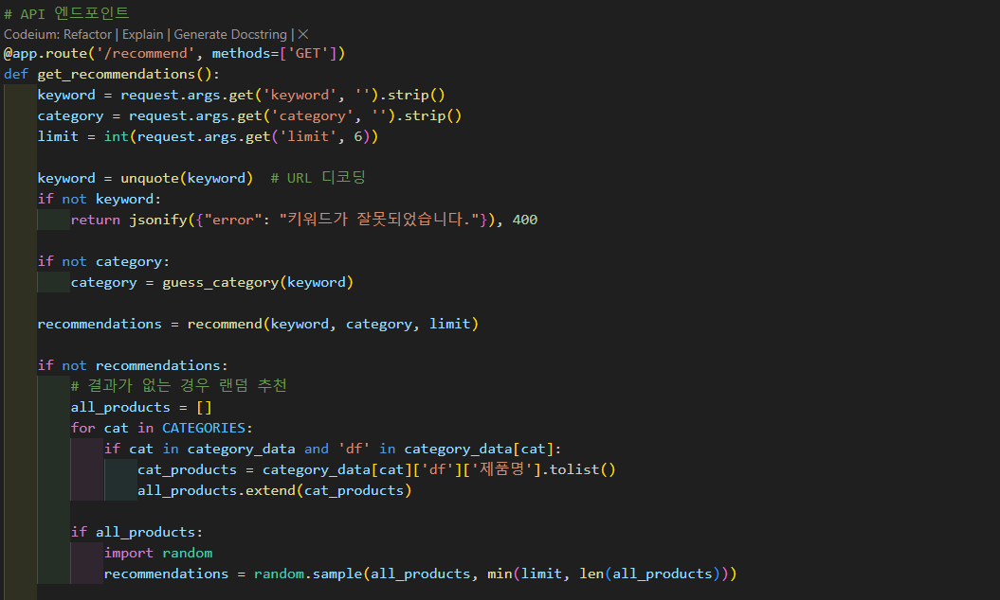 # API 엔드포인트
Codeium: Refactor | Explain | Generate Docstring | ×
@app.route('/recommend', methods=['GET'])
def get_recommendations():
    keyword = request.args.get('keyword', '').strip()
    category = request.args.get('category', '').strip()
    limit = int(request.args.get('limit', 6))

    keyword = unquote(keyword)  # URL 디코딩
    if not keyword:
        return jsonify({"error": "키워드가 잘못되었습니다."}), 400

    if not category:
        category = guess_category(keyword)

    recommendations = recommend(keyword, category, limit)

    if not recommendations:
        # 결과가 없는 경우 랜덤 추천
        all_products = []
        for cat in CATEGORIES:
            if cat in category_data and 'df' in category_data[cat]:
                cat_products = category_data[cat]['df']['제품명'].tolist()
                all_products.extend(cat_products)

        if all_products:
            import random
            recommendations = random.sample(all_products, min(limit, len(all_products)))